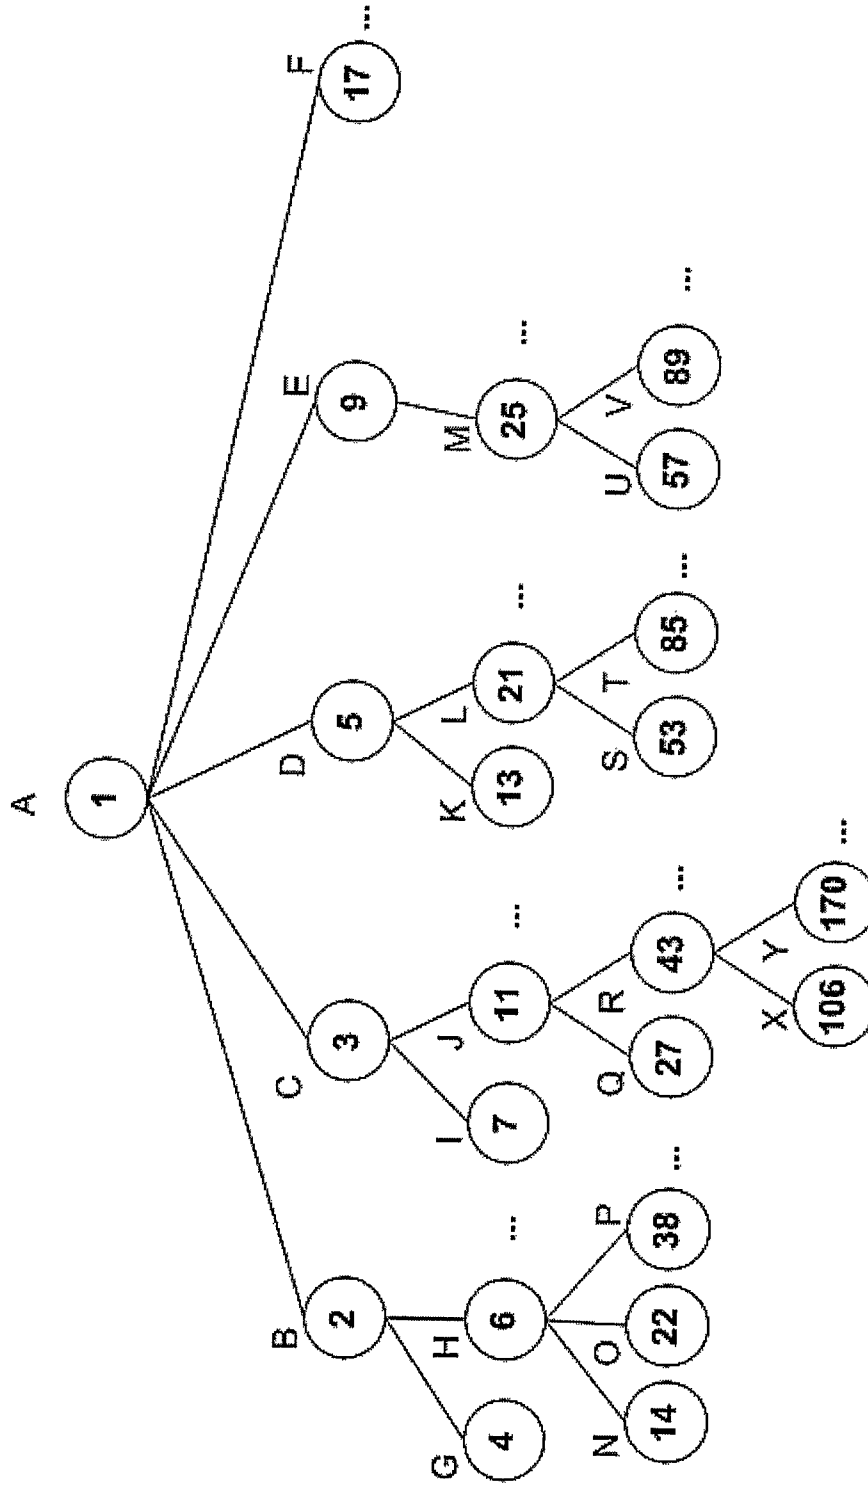 A
1
B C D E F
2 3 5 9 17 ...
G H I J K L M
4 6 ... 7 11 ... 13 21 ... 25 ...
N O P Q R S T U V
14 22 38 ... 27 43 ... 53 85 ... 57 89 ...
X Y
106 170 ...